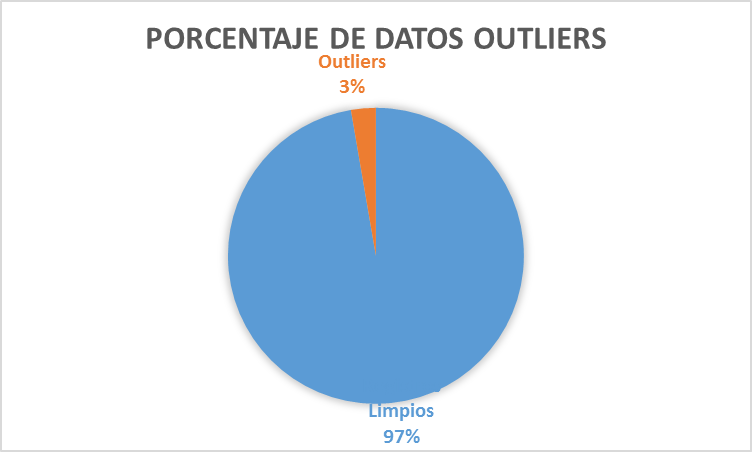 PORCENTAJE DE DATOS OUTLIERS
Outliers
3%
Limpios
97%